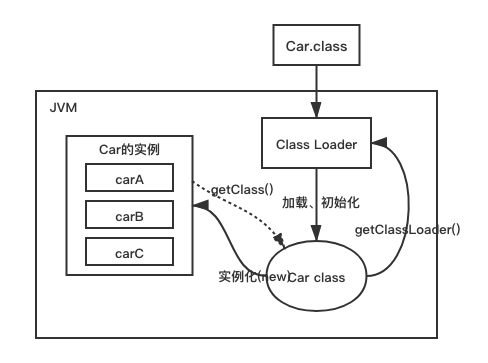 Car.class
JVM
Class Loader
Car的实例
carA
carB
carC
getClass()
加载、初始化
getClassLoader()
实例化(new)
Car class